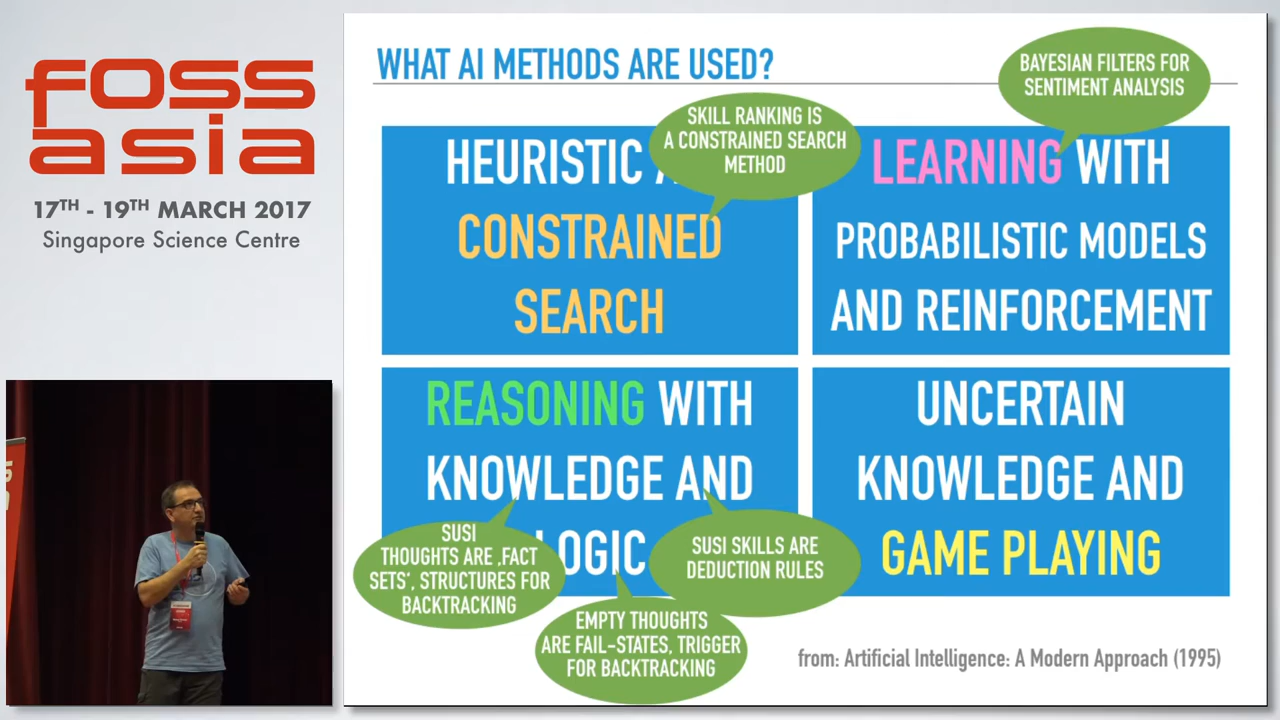 foss
asia
17TH - 19TH MARCH 2017
Singapore Science Centre
WHAT AI METHODS ARE USED?
BAYESIAN FILTERS FOR
SENTIMENT ANALYSIS
SKILL RANKING IS
A CONSTRAINED SEARCH
METHOD
HEURISTIC
CONSTRAINED
SEARCH
LEARNING WITH
PROBABILISTIC MODELS
AND REINFORCEMENT
REASONING WITH
KNOWLEDGE AND
LOGIC
SUSI
THOUGHTS ARE ‚FACT
SETS‘, STRUCTURES FOR
BACKTRACKING
SUSI SKILLS ARE
DEDUCTION RULES
EMPTY THOUGHTS
ARE FAIL-STATES, TRIGGER
FOR BACKTRACKING
UNCERTAIN
KNOWLEDGE AND
GAME PLAYING
from: Artificial Intelligence: A Modern Approach (1995)